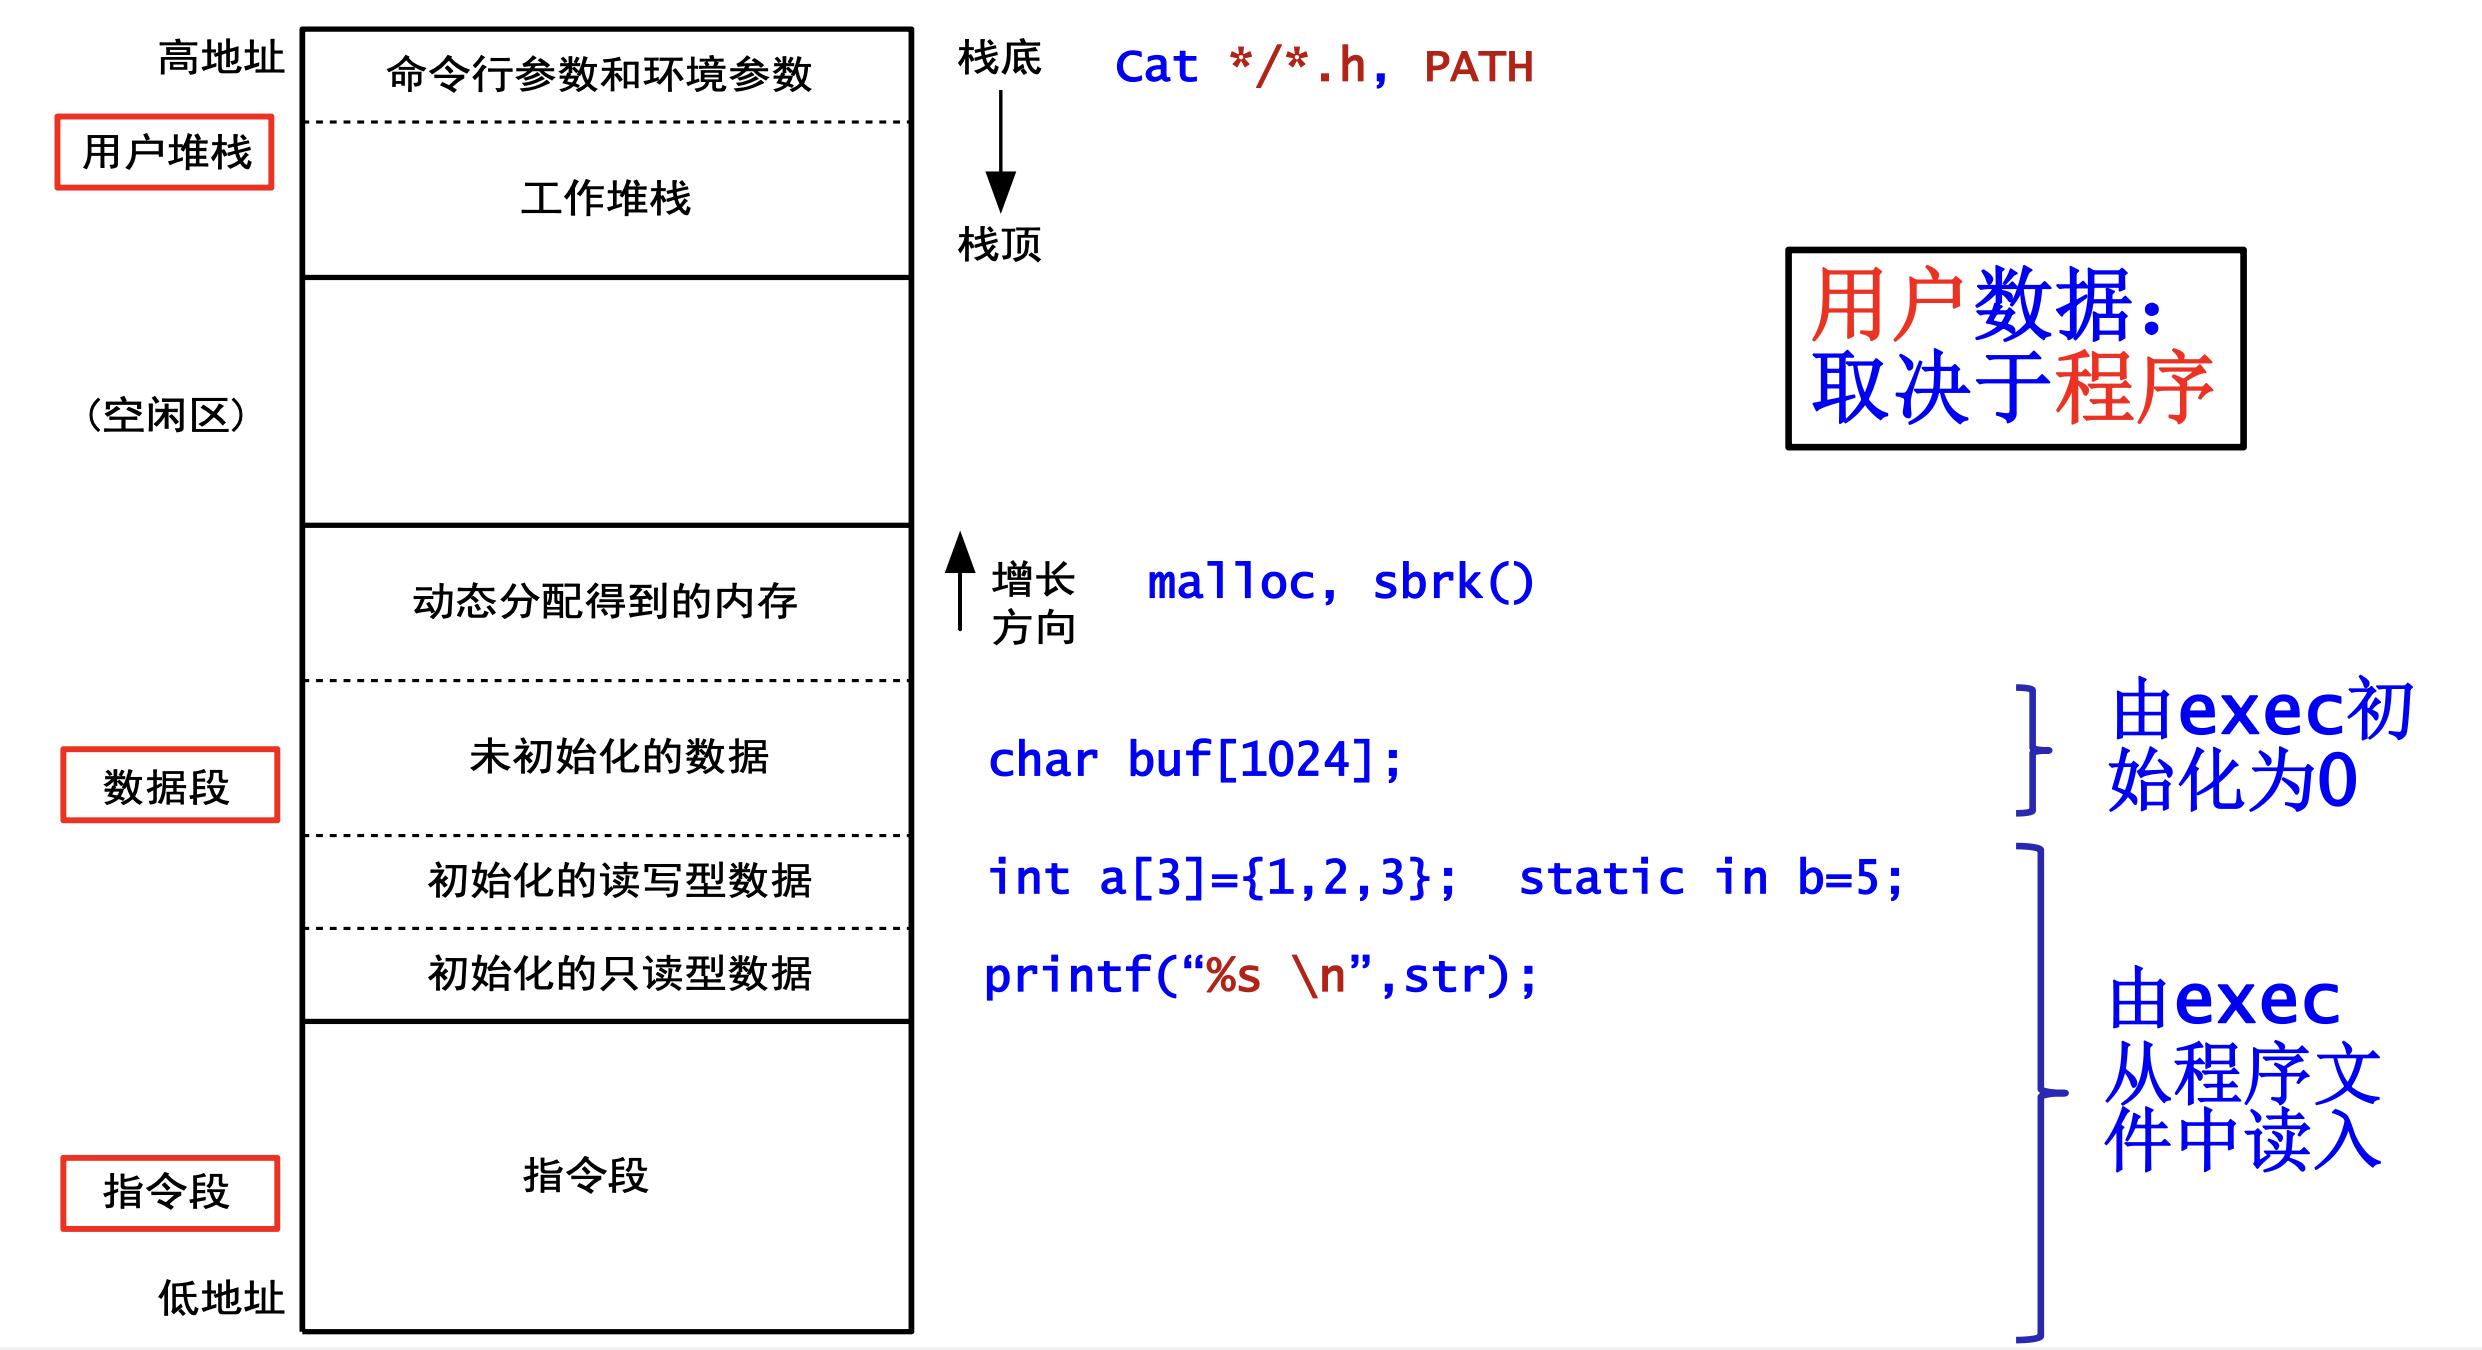 高地址
命令行参数和环境参数
栈底
Cat */*.h, PATH
用户堆栈
工作堆栈
栈顶
用户数据：
取决于程序
（空闲区）
动态分配得到的内存
增长
方向
malloc, sbrk()
数据段
未初始化的数据
char buf[1024];
由exec初
始化为0
初始化的读写型数据
int a[3]={1,2,3};  static in b=5;
初始化的只读型数据
printf(“%s \n”,str);
由exec
从程序文
件中读入
指令段
指令段
低地址